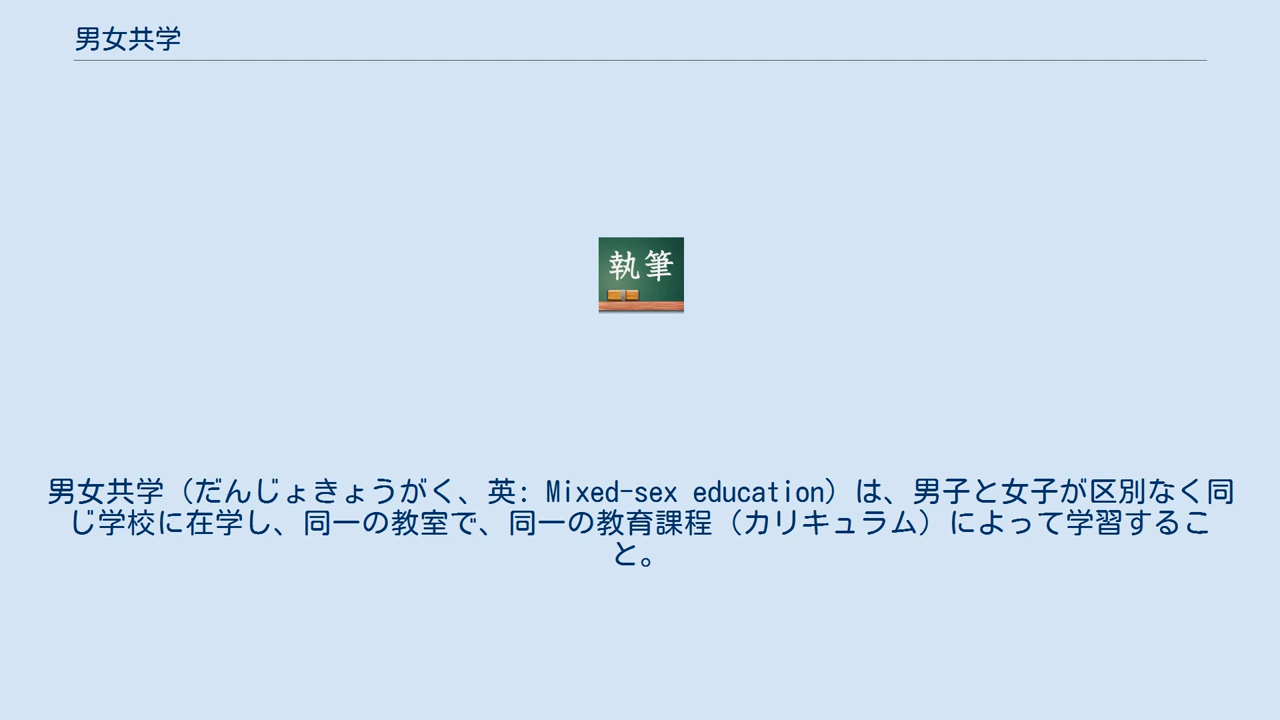 男女共学
執筆
男女共学（だんじょきょうがく、英: Mixed-sex education）は、男子と女子が区別なく同
じ学校に在学し、同一の教室で、同一の教育課程（カリキュラム）によって学習するこ
と。